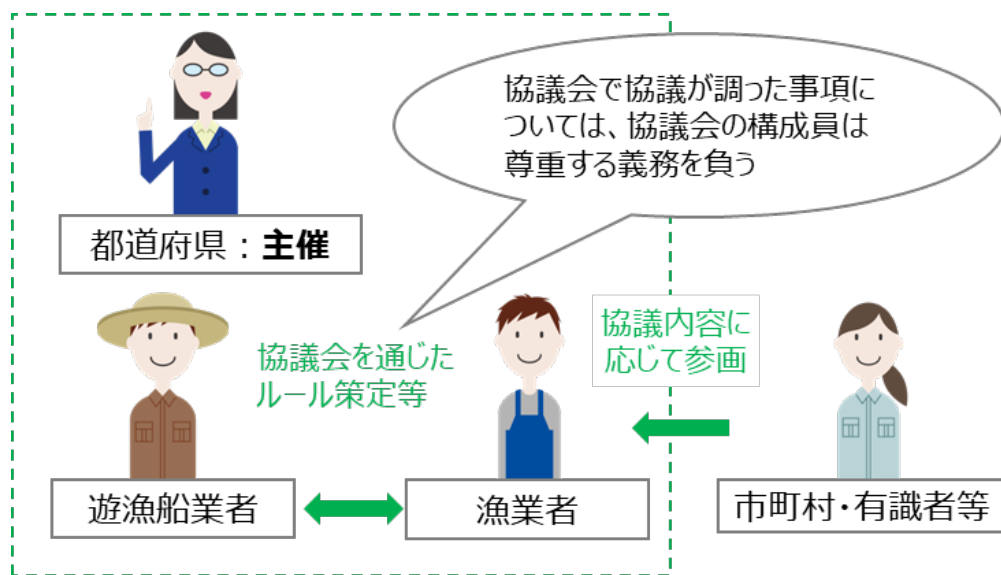 協議会で協議が調った事項に
ついては、協議会の構成員は
尊重する義務を負う
都道府県：主催
協議会を通じた
ルール策定等
協議内容に
応じて参画
遊漁船業者
漁業者
市町村・有識者等